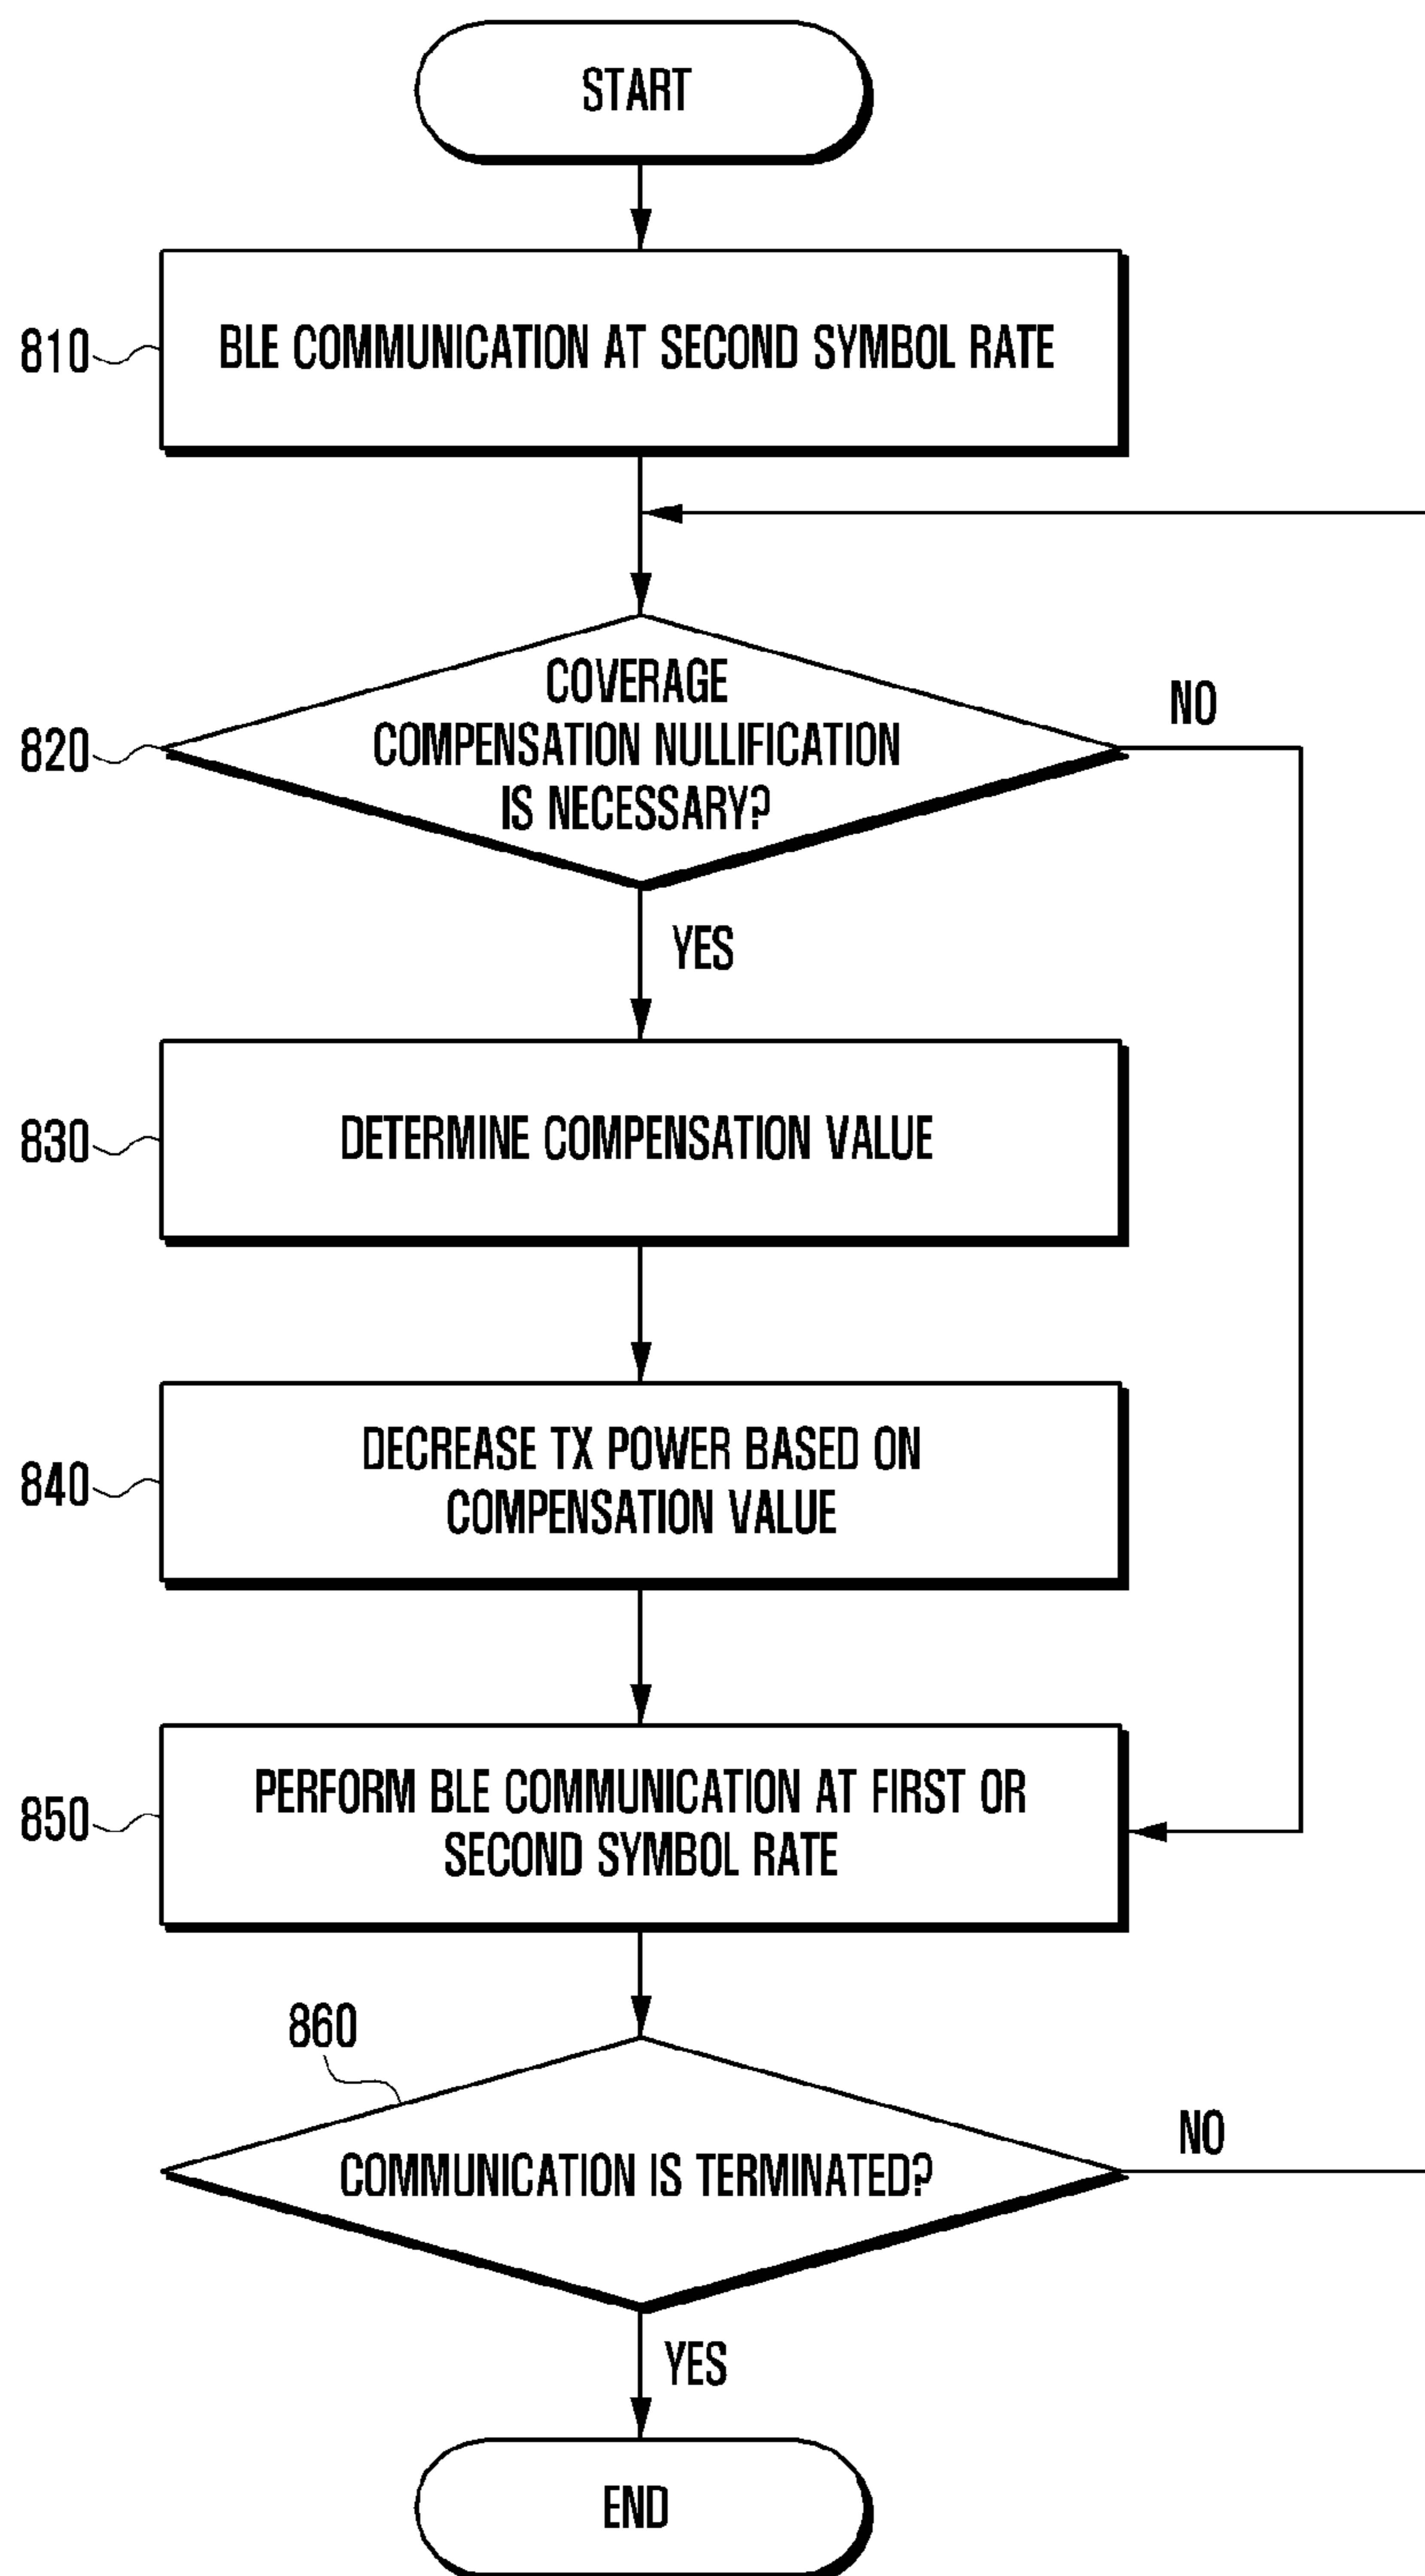 START
810
BLE COMMUNICATION AT SECOND SYMBOL RATE
820
COVERAGE
COMPENSATION NULLIFICATION
IS NECESSARY?
NO
YES
830
DETERMINE COMPENSATION VALUE
840
DECREASE TX POWER BASED ON
COMPENSATION VALUE
850
PERFORM BLE COMMUNICATION AT FIRST OR
SECOND SYMBOL RATE
860
COMMUNICATION IS TERMINATED?
NO
YES
END